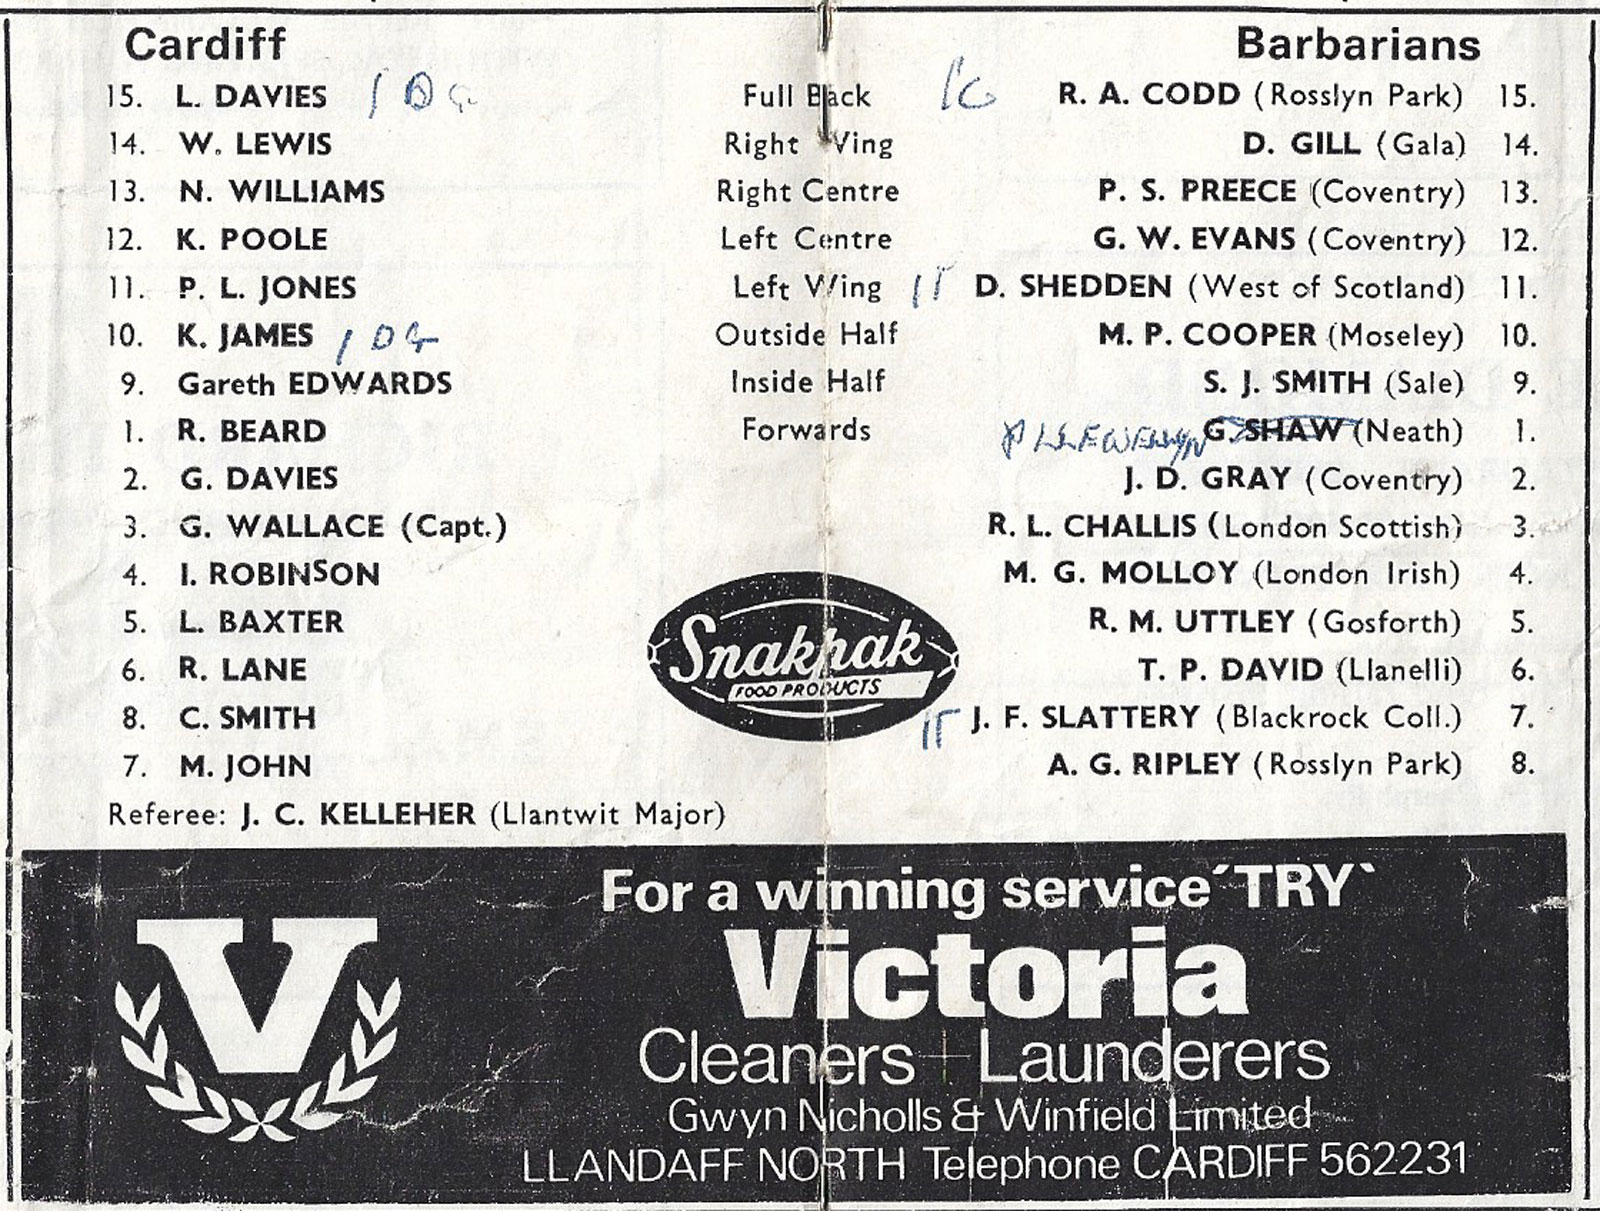 Cardiff Barbarians
15. L. DAVIES 1 DG Full Back 1G R. A. CODD (Rosslyn Park) 15.
14. W. LEWIS Right Wing D. GILL (Gala) 14.
13. N. WILLIAMS Right Centre P. S. PREECE (Coventry) 13.
12. K. POOLE Left Centre G. W. EVANS (Coventry) 12.
11. P. L. JONES Left Wing 1T D. SHEDDEN (West of Scotland) 11.
10. K. JAMES 1 DG Outside Half M. P. COOPER (Moseley) 10.
9. Gareth EDWARDS Inside Half S. J. SMITH (Sale) 9.
1. R. BEARD Forwards P LLEWELLYN G. SHAW (Neath) 1.
2. G. DAVIES J. D. GRAY (Coventry) 2.
3. G. WALLACE (Capt.) R. L. CHALLIS (London Scottish) 3.
4. I. ROBINSON M. G. MOLLOY (London Irish) 4.
5. L. BAXTER R. M. UTTLEY (Gosforth) 5.
6. R. LANE T. P. DAVID (Llanelli) 6.
8. C. SMITH 1T J. F. SLATTERY (Blackrock Coll.) 7.
7. M. JOHN A. G. RIPLEY (Rosslyn Park) 8.
Snakpak
FOOD PRODUCTS
Referee: J. C. KELLEHER (Llantwit Major)
V
For a winning service ´TRY`
Victoria
Cleaners + Launderers
Gwyn Nicholls & Winfield Limited
LLANDAFF NORTH Telephone CARDIFF 562231